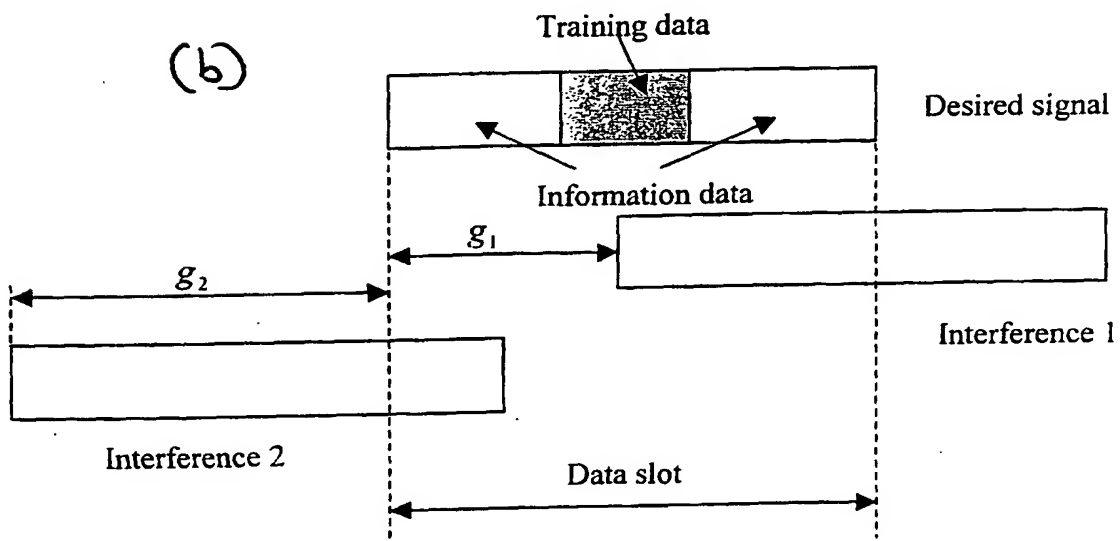 (b)
Training data
Desired signal
Information data
g₁
g₂
Interference 1
Interference 2
Data slot